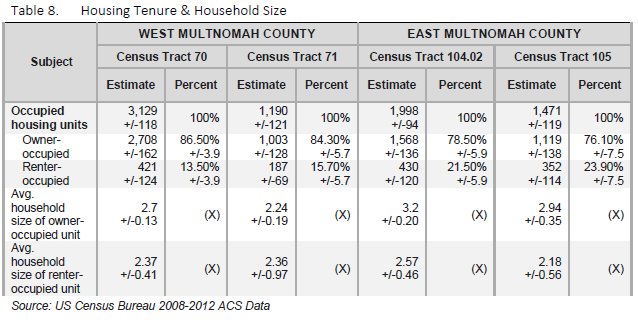 Table 8. Housing Tenure & Household Size
WEST MULTNOMAH COUNTY EAST MULTNOMAH COUNTY
Subject Census Tract 70 Census Tract 71 Census Tract 104.02 Census Tract 105
Estimate Percent Estimate Percent Estimate Percent Estimate Percent
Occupied 3,129 100% 1,190 100% 1,998 100% 1,471 100%
housing units +/-118 +/-121 +/-94 +/-119
Owner- 2,708 86.50% 1,003 84.30% 1,568 78.50% 1,119 76.10%
occupied +/-162 +/-3.9 +/-128 +/-5.7 +/-136 +/-5.9 +/-138 +/-7.5
Renter- 421 13.50% 187 15.70% 430 21.50% 352 23.90%
occupied +/-124 +/-3.9 +/-69 +/-5.7 +/-120 +/-5.9 +/-114 +/-7.5
Avg.
household 2.7 (X) 2.24 (X) 3.2 (X) 2.94 (X)
size of owner- +/-0.13 +/-0.19 +/-0.20 +/-0.35
occupied unit
Avg.
household 2.37 (X) 2.36 (X) 2.57 (X) 2.18 (X)
size of renter- +/-0.41 +/-0.97 +/-0.46 +/-0.56
occupied unit
Source: US Census Bureau 2008-2012 ACS Data